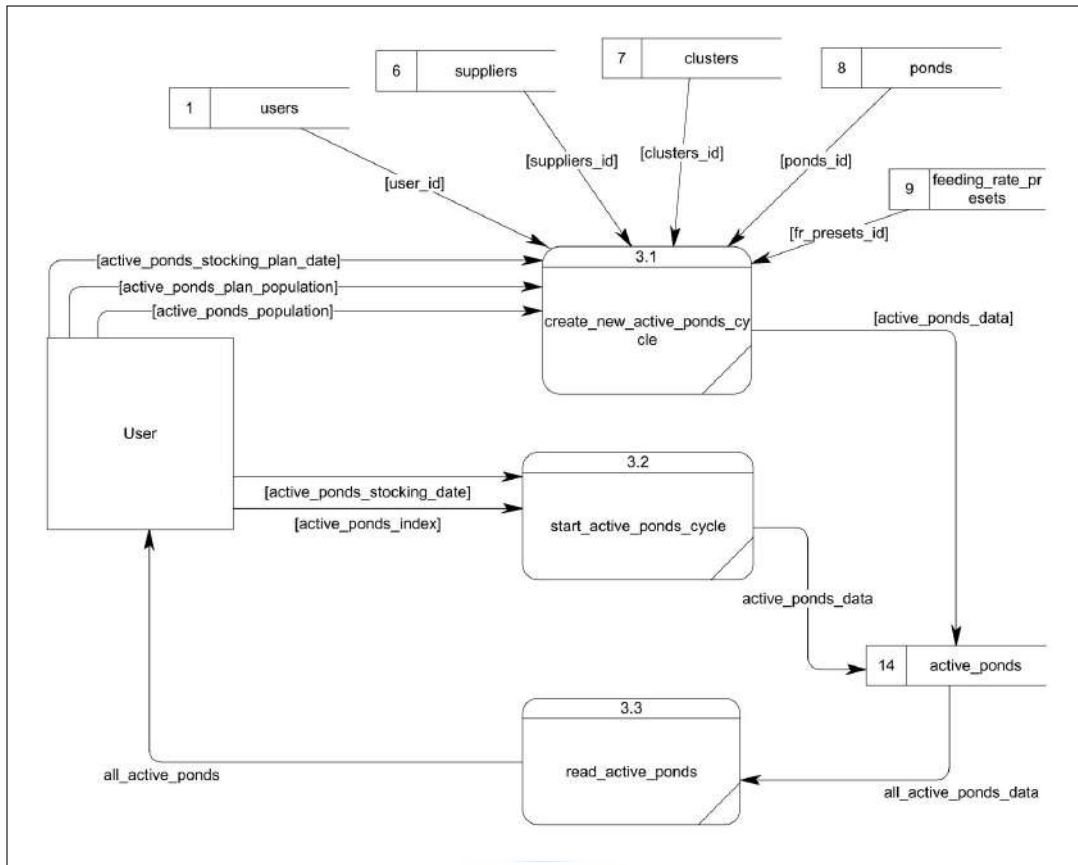 7
clusters
6
suppliers
8
ponds
1
users
[suppliers_id]
[clusters_id]
[ponds_id]
[user_id]
9
feeding_rate_pr
esets
[fr_presets_id]
3.1
[active_ponds_stocking_plan_date]
[active_ponds_plan_population]
[active_ponds_population]
create_new_active_ponds_cy
cle
[active_ponds_data]
User
3.2
[active_ponds_stocking_date]
[active_ponds_index]
start_active_ponds_cycle
active_ponds_data
14
active_ponds
3.3
read_active_ponds
all_active_ponds
all_active_ponds_data